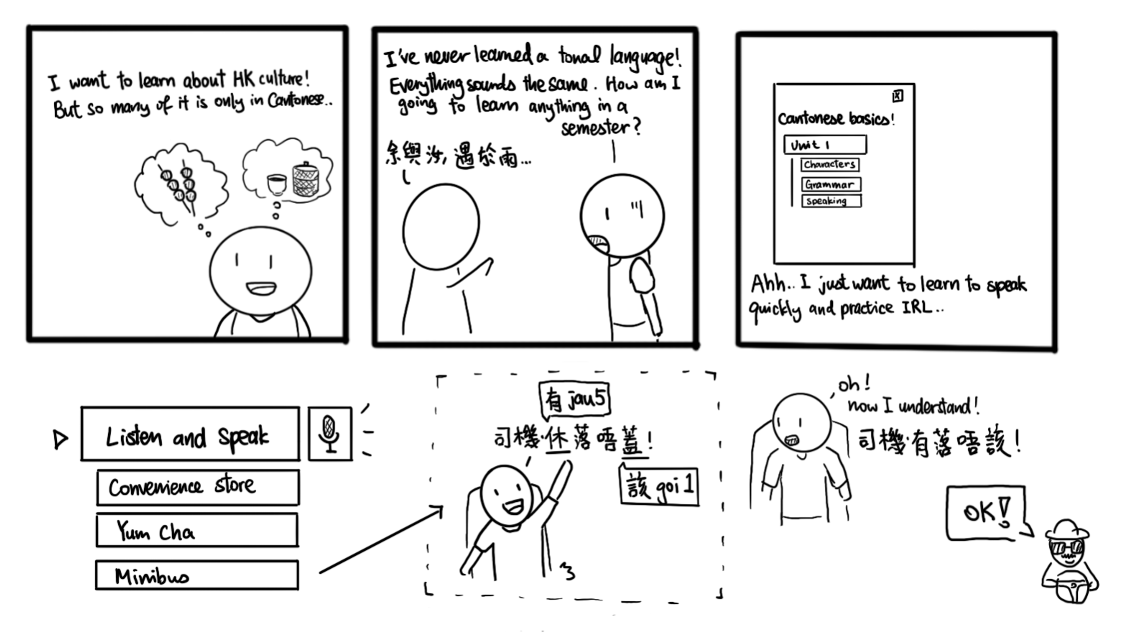 I want to learn about HK culture!
But so many of it is only in Cantonese..
I've never learned a tonal language!
Everything sounds the same. How am I
going to learn anything in a
semester?
余與汝,遇於雨...
Cantonese basics!
Unit 1
Characters
Grammar
Speaking
Ahh.. I just want to learn to speak
quickly and practice IRL..
Listen and Speak
Convenience store
Yum Cha
Minibus
有 jau5
司機休落唔蓋!
該 goi1
oh!
now I understand!
司機有落唔該!
OK!